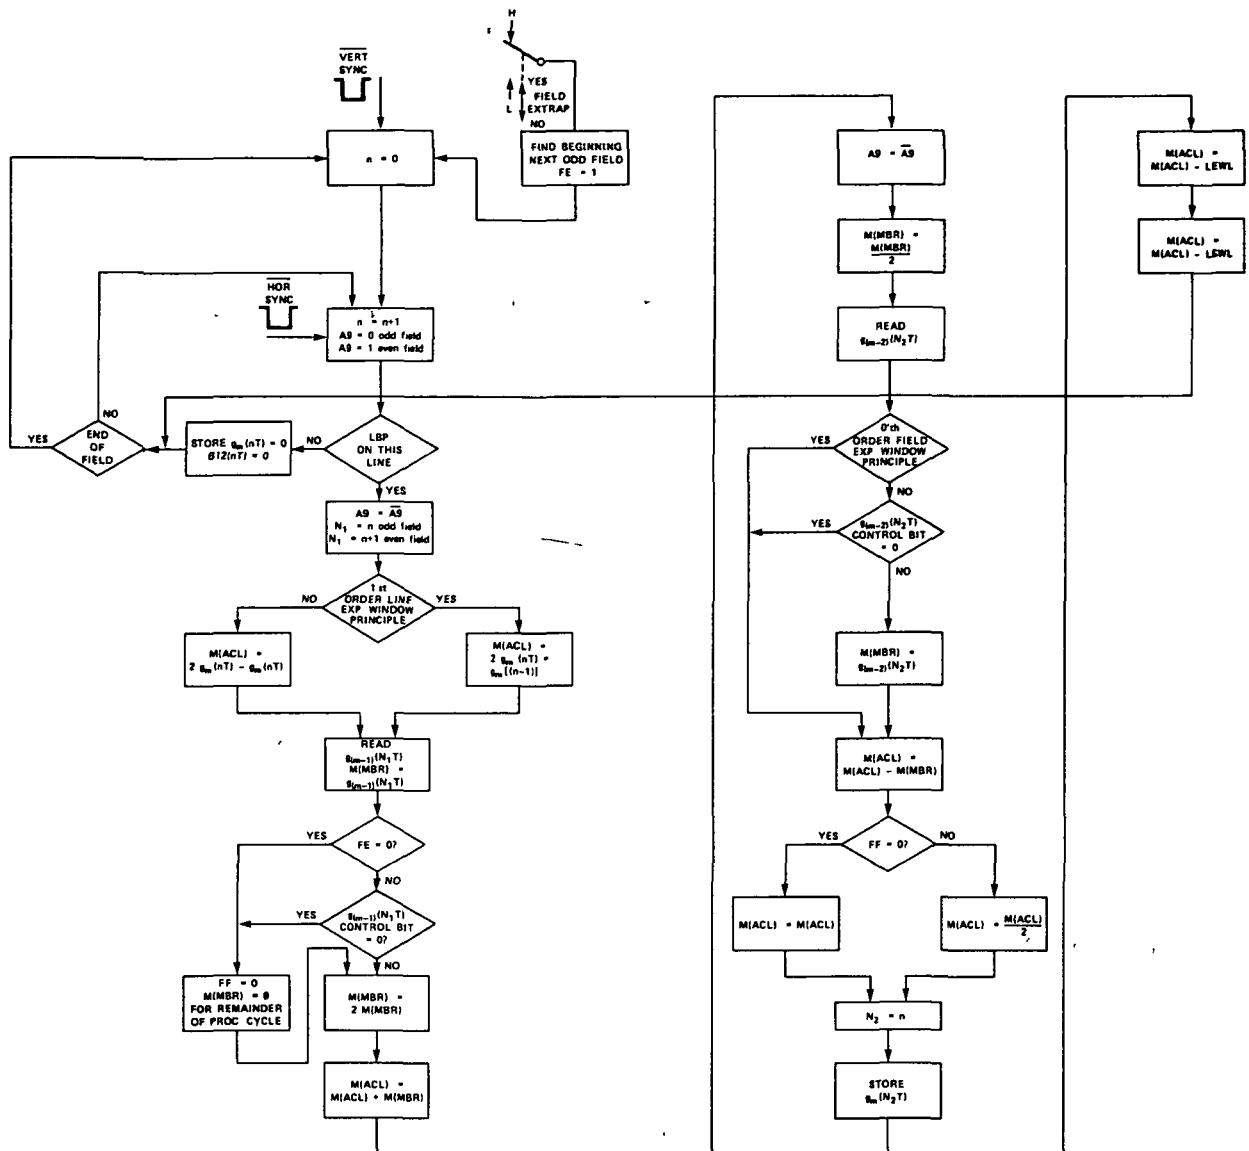 H
VERT
SYNC
YES
FIELD
EXTRAP
L
NO
n = 0
FIND BEGINNING
NEXT ODD FIELD
FE = 1
HOR
SYNC
n = n+1
A9 = 0 odd field
A9 = 1 even field
NO
YES
END
OF
FIELD
STORE gm(nT) = 0
B12(nT) = 0
NO
LBP
ON THIS
LINE
YES
A9 = A̅9̅
N1 = n odd field
N1 = n+1 even field
NO
1st
ORDER LINE
EXP WINDOW
PRINCIPLE
YES
M(ACL) =
2 gm(nT) - gm(nT)
M(ACL) =
2 gm(nT) =
gm[(n-1)]
READ
g(m-1)(N1T)
M(MBR) =
g(m-1)(N1T)
YES
FE = 0?
NO
YES
g(m-1)(N1T)
CONTROL BIT
= 0?
NO
FF = 0
M(MBR) = 0
FOR REMAINDER
OF PROC CYCLE
M(MBR) =
2 M(MBR)
M(ACL) =
M(ACL) + M(MBR)
A9 = A̅9̅
M(MBR) =
M(MBR)
2
READ
g(m-2)(N2T)
YES
0'th
ORDER FIELD
EXP WINDOW
PRINCIPLE
NO
YES
g(m-2)(N2T)
CONTROL BIT
= 0
NO
M(MBR) =
g(m-2)(N2T)
M(ACL) =
M(ACL) - M(MBR)
YES
FF = 0?
NO
M(ACL) = M(ACL)
M(ACL) = M(ACL)
2
N2 = n
STORE
gm(N2T)
M(ACL) =
M(ACL) - LEWL
M(ACL) =
M(ACL) - LEWL